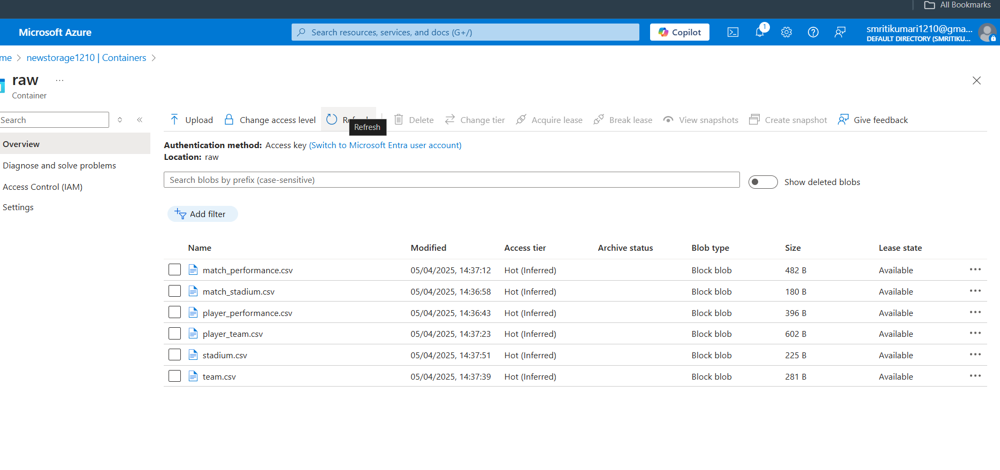 All Bookmarks
Microsoft Azure
Search resources, services, and docs (G+/)
Copilot
1
smritikumari1210@gma...
DEFAULT DIRECTORY (SMRITIKU...
me > newstorage1210 | Containers >
raw ...
Container
Search
Upload Change access level Delete Change tier Acquire lease Break lease View snapshots Create snapshot Give feedback
Refresh
Overview
Diagnose and solve problems
Access Control (IAM)
Settings
Authentication method: Access key (Switch to Microsoft Entra user account)
Location: raw
Search blobs by prefix (case-sensitive)
Show deleted blobs
Add filter
Name Modified Access tier Archive status Blob type Size Lease state
match_performance.csv 05/04/2025, 14:37:12 Hot (Inferred) Block blob 482 B Available
match_stadium.csv 05/04/2025, 14:36:58 Hot (Inferred) Block blob 180 B Available
player_performance.csv 05/04/2025, 14:36:43 Hot (Inferred) Block blob 396 B Available
player_team.csv 05/04/2025, 14:37:23 Hot (Inferred) Block blob 602 B Available
stadium.csv 05/04/2025, 14:37:51 Hot (Inferred) Block blob 225 B Available
team.csv 05/04/2025, 14:37:39 Hot (Inferred) Block blob 281 B Available